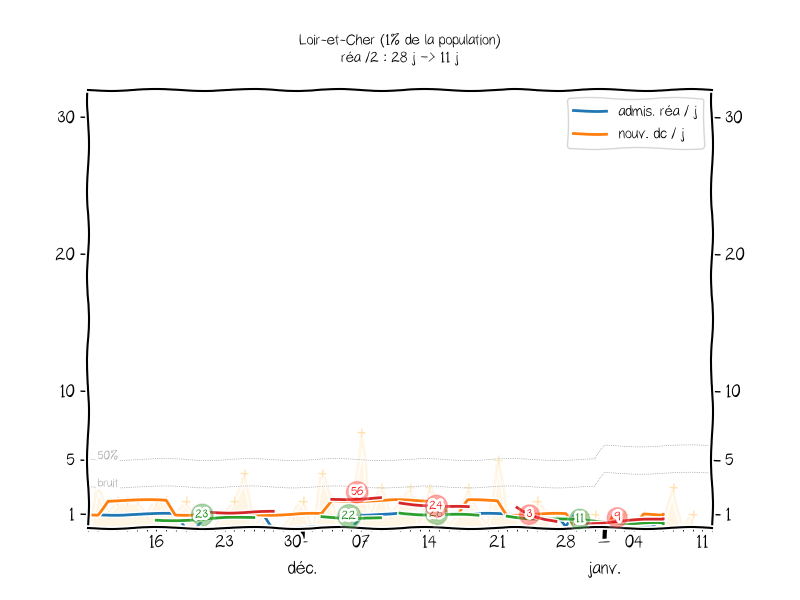 Loir-et-Cher (1% de la population)
réa /2 : 28 j -> 11 j
admis. réa / j
nouv. dc / j
30 30
20 20
10 10
5 5
1 1
50%
bruit
23 22 56 24 3 11 9
16 23 30 07 14 21 28 04 11
déc. janv.